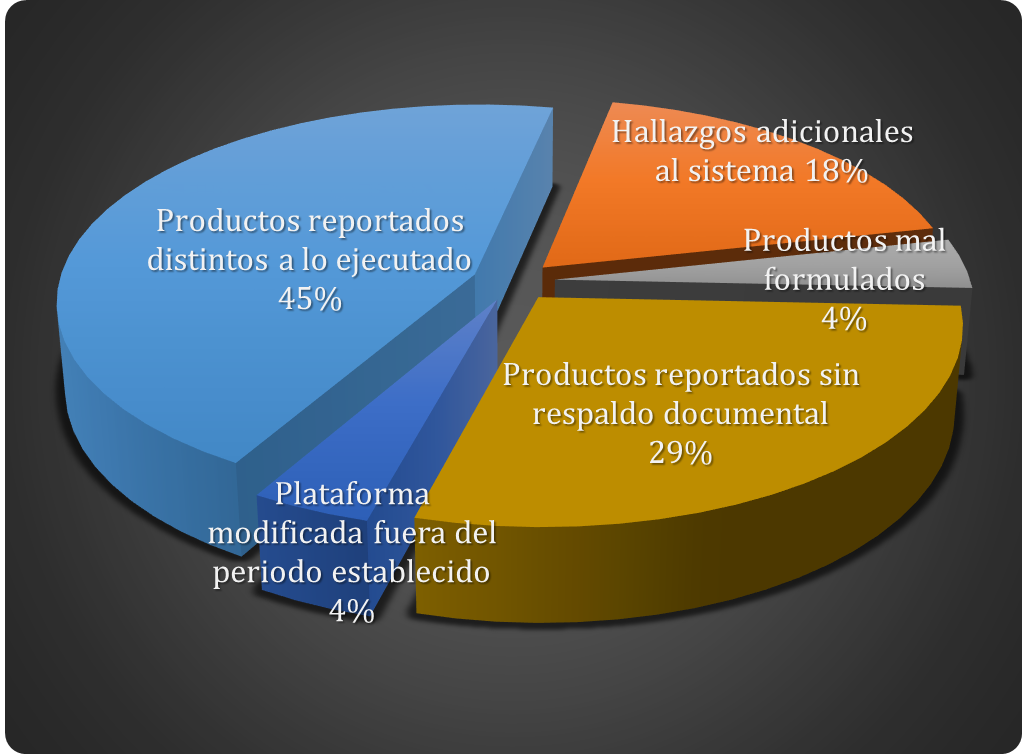 Hallazgos adicionales
al sistema 18%
Productos reportados
distintos a lo ejecutado
45%
Productos mal
formulados
4%
Productos reportados sin
respaldo documental
29%
Plataforma
modificada fuera del
periodo establecido
4%